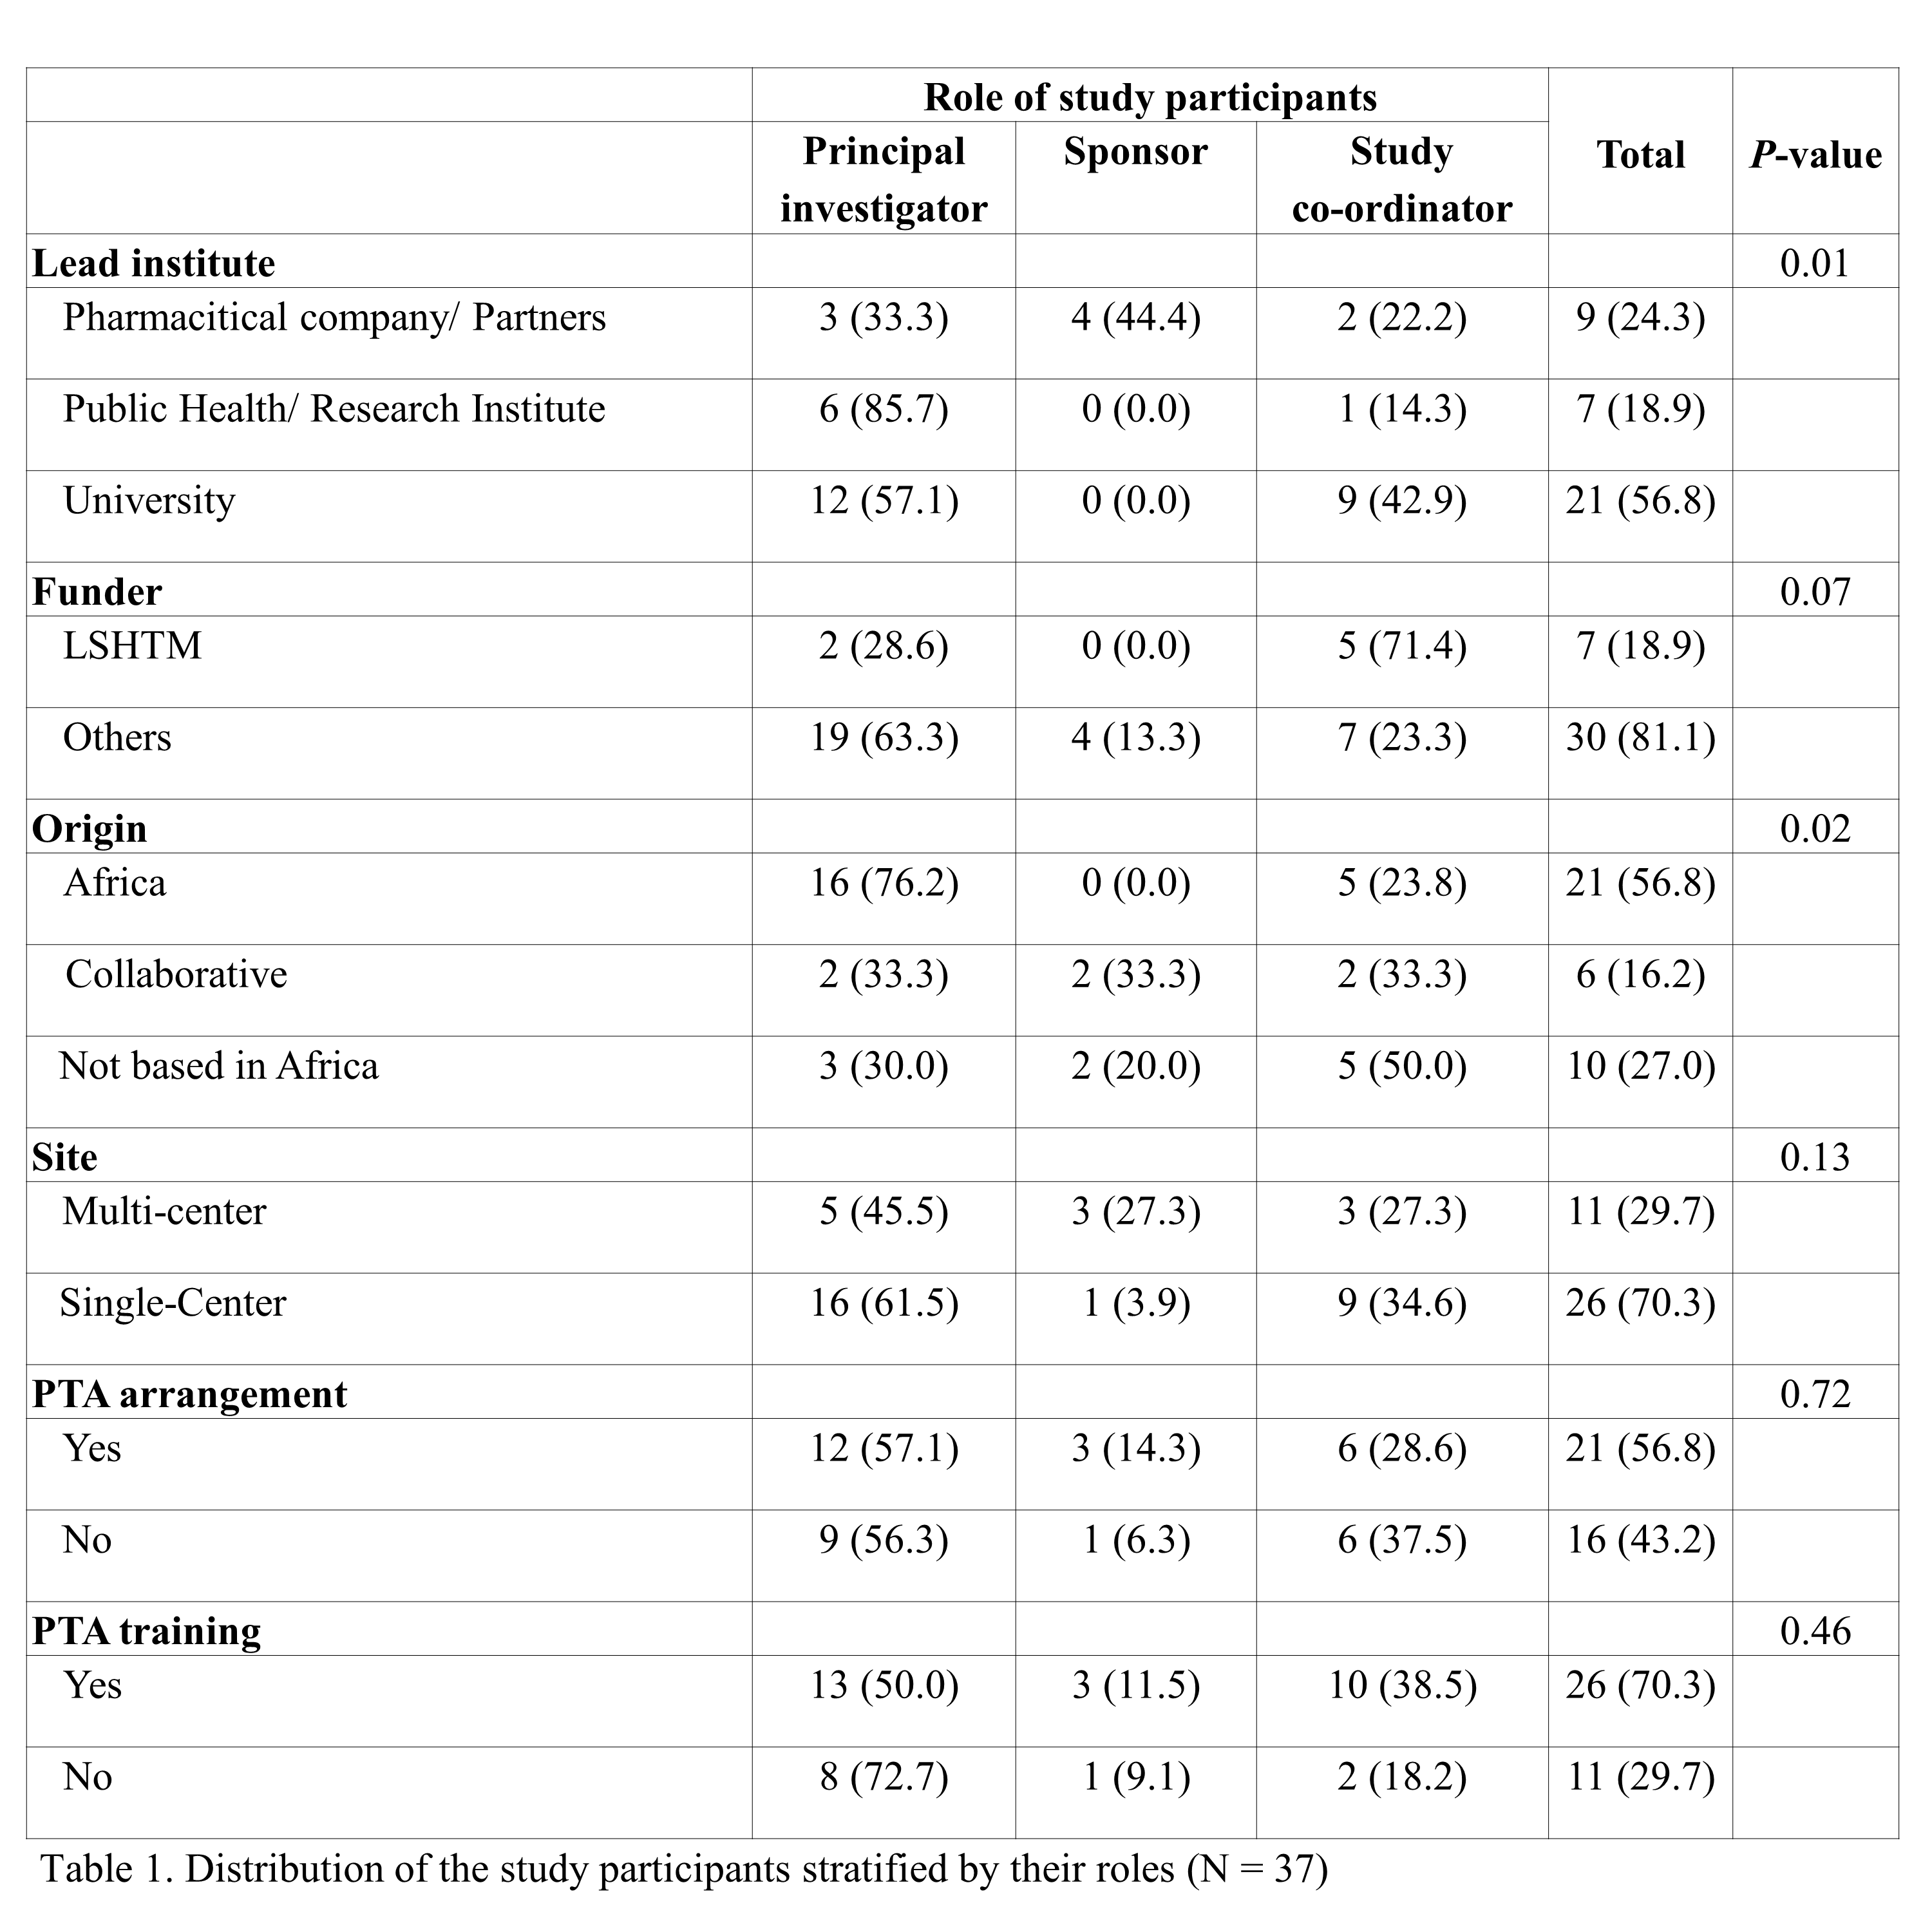 Role of study participants
Principal investigator Sponsor Study co-ordinator Total P-value
Lead institute 0.01
Pharmacitical company/ Partners 3 (33.3) 4 (44.4) 2 (22.2) 9 (24.3)
Public Health/ Research Institute 6 (85.7) 0 (0.0) 1 (14.3) 7 (18.9)
University 12 (57.1) 0 (0.0) 9 (42.9) 21 (56.8)
Funder 0.07
LSHTM 2 (28.6) 0 (0.0) 5 (71.4) 7 (18.9)
Others 19 (63.3) 4 (13.3) 7 (23.3) 30 (81.1)
Origin 0.02
Africa 16 (76.2) 0 (0.0) 5 (23.8) 21 (56.8)
Collaborative 2 (33.3) 2 (33.3) 2 (33.3) 6 (16.2)
Not based in Africa 3 (30.0) 2 (20.0) 5 (50.0) 10 (27.0)
Site 0.13
Multi-center 5 (45.5) 3 (27.3) 3 (27.3) 11 (29.7)
Single-Center 16 (61.5) 1 (3.9) 9 (34.6) 26 (70.3)
PTA arrangement 0.72
Yes 12 (57.1) 3 (14.3) 6 (28.6) 21 (56.8)
No 9 (56.3) 1 (6.3) 6 (37.5) 16 (43.2)
PTA training 0.46
Yes 13 (50.0) 3 (11.5) 10 (38.5) 26 (70.3)
No 8 (72.7) 1 (9.1) 2 (18.2) 11 (29.7)
Table 1. Distribution of the study participants stratified by their roles (N = 37)